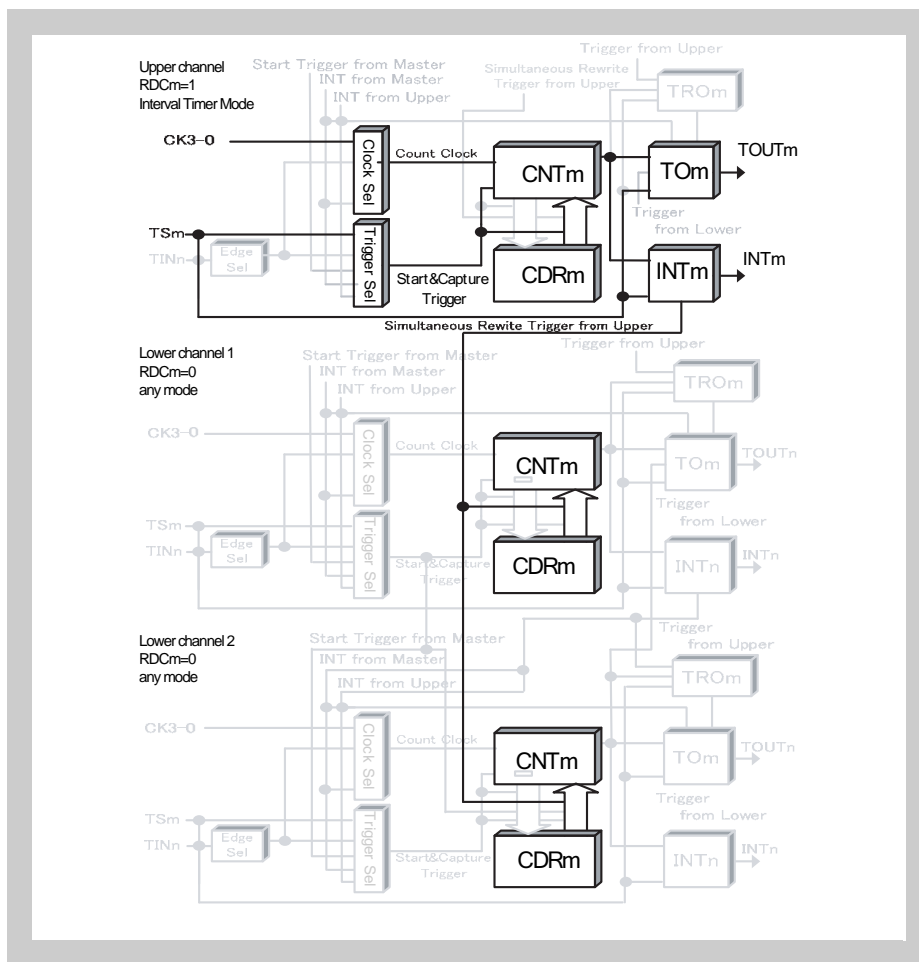 Upper channel
RDCm=1
Interval Timer Mode
Start Trigger from Master
INT from Master
INT from Upper
Simultaneous Rewrite
Trigger from Upper
Trigger from Upper
TROm
CK3-0
Clock Sel
Count Clock
CNTm
TOm
TOUTm
Trigger
from Lower
TSm
TINn
Edge
Sel
Trigger Sel
Start&Capture
Trigger
CDRm
INTm
INTm
Simultaneous Rewite Trigger from Upper
Lower channel 1
RDCm=0
any mode
Start Trigger from Master
INT from Master
INT from Upper
Trigger from Upper
TROm
CK3-0
Clock Sel
Count Clock
CNTm
TOm
TOUTn
Trigger
from Lower
TSm
TINn
Edge
Sel
Trigger Sel
Start&Capture
Trigger
CDRm
INTn
INTn
Lower channel 2
RDCm=0
any mode
Start Trigger from Master
INT from Master
INT from Upper
Trigger
from Upper
TROm
CK3-0
Clock Sel
Count Clock
CNTm
TOm
TOUTn
Trigger
from Lower
TSm
TINn
Edge
Sel
Trigger Sel
Start&Capture
Trigger
CDRm
INTn
INTn